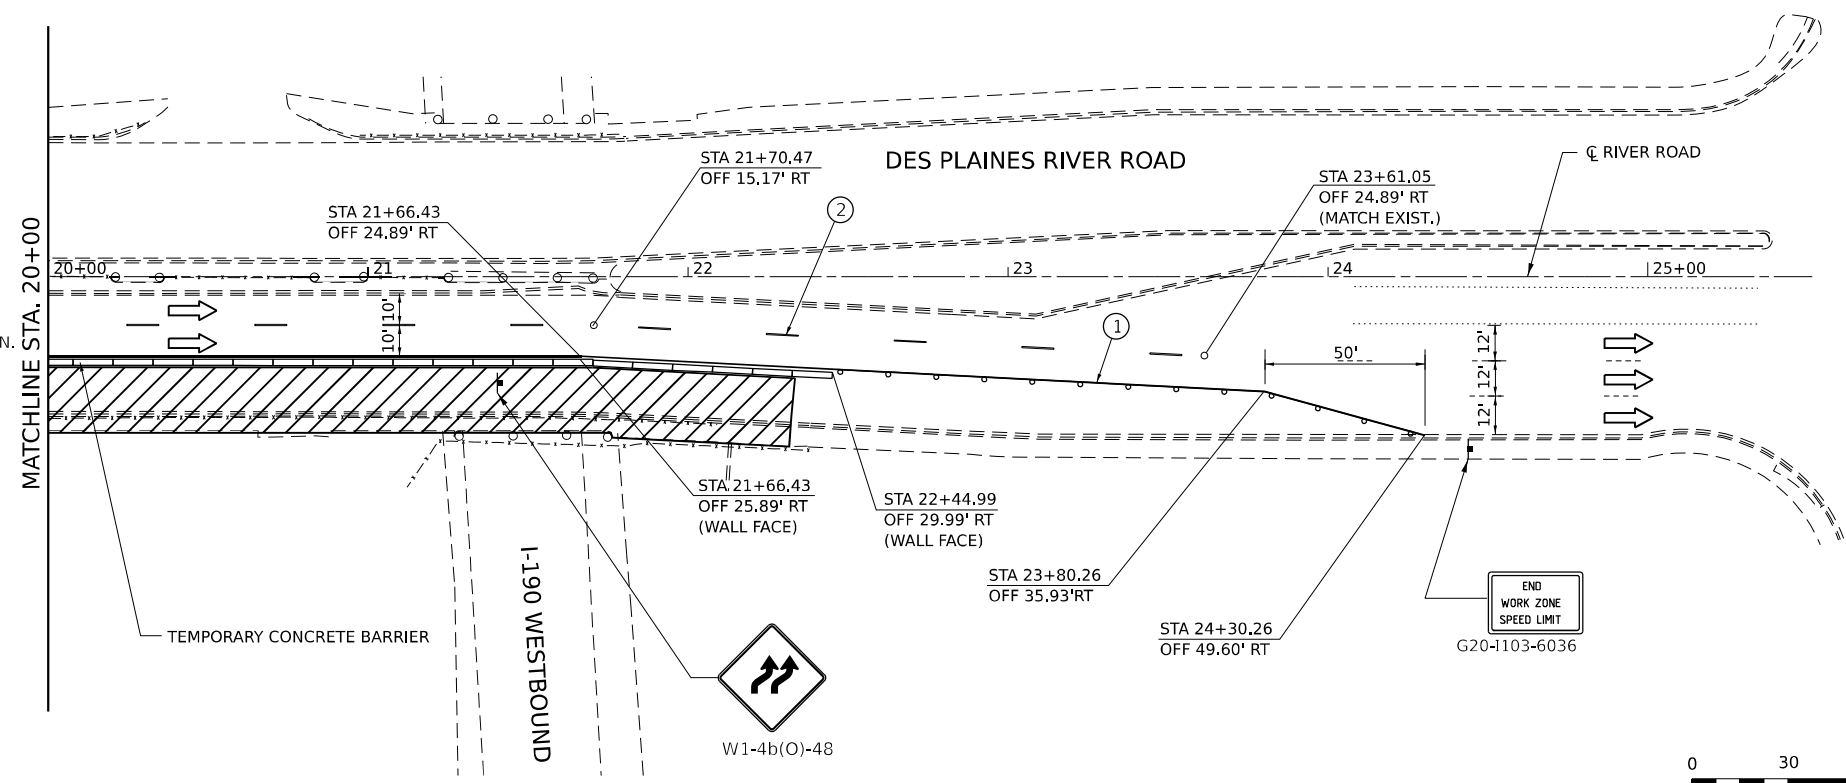 STA 21+70.47
OFF 15.17' RT
DES PLAINES RIVER ROAD
℄ RIVER ROAD
STA 23+61.05
OFF 24.89' RT
(MATCH EXIST.)
STA 21+66.43
OFF 24.89' RT
2
20+00
21
22
23
24
25+00
MATCHLINE STA. 20+00
N.
10'
10'
1
50'
12'
12'
12'
STA 21+66.43
OFF 25.89' RT
(WALL FACE)
STA 22+44.99
OFF 29.99' RT
(WALL FACE)
STA 23+80.26
OFF 35.93'RT
STA 24+30.26
OFF 49.60' RT
END
WORK ZONE
SPEED LIMIT
G20-I103-6036
TEMPORARY CONCRETE BARRIER
I-190 WESTBOUND
W1-4b(O)-48
0
30